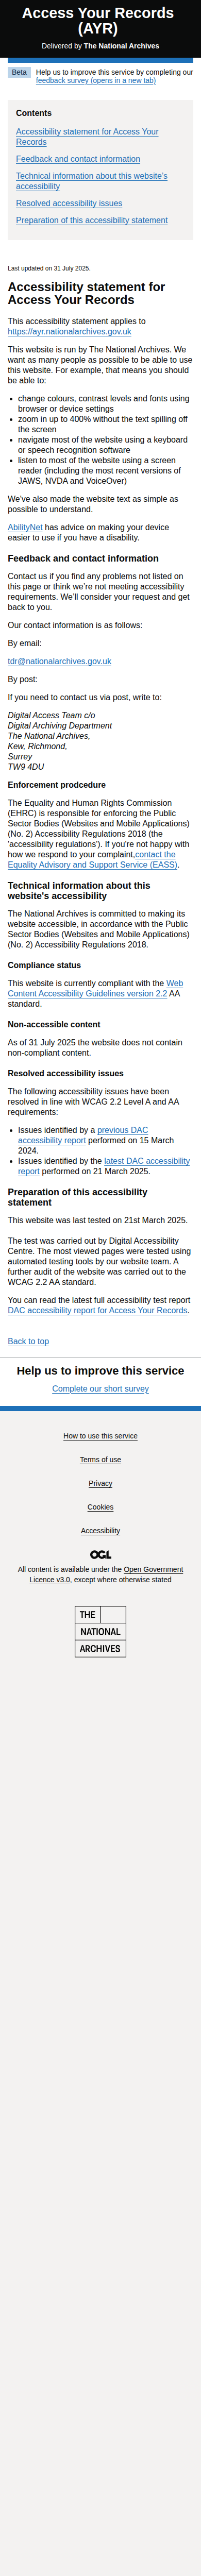 Access Your Records
(AYR)
Delivered by The National Archives
Beta Help us to improve this service by completing our
feedback survey (opens in a new tab)
Contents
Accessibility statement for Access Your
Records
Feedback and contact information
Technical information about this website's
accessibility
Resolved accessibility issues
Preparation of this accessibility statement
Last updated on 31 July 2025.
Accessibility statement for
Access Your Records
This accessibility statement applies to
https://ayr.nationalarchives.gov.uk
This website is run by The National Archives. We
want as many people as possible to be able to use
this website. For example, that means you should
be able to:
• change colours, contrast levels and fonts using
browser or device settings
• zoom in up to 400% without the text spilling off
the screen
• navigate most of the website using a keyboard
or speech recognition software
• listen to most of the website using a screen
reader (including the most recent versions of
JAWS, NVDA and VoiceOver)
We've also made the website text as simple as
possible to understand.
AbilityNet has advice on making your device
easier to use if you have a disability.
Feedback and contact information
Contact us if you find any problems not listed on
this page or think we're not meeting accessibility
requirements. We'll consider your request and get
back to you.
Our contact information is as follows:
By email:
tdr@nationalarchives.gov.uk
By post:
If you need to contact us via post, write to:
Digital Access Team c/o
Digital Archiving Department
The National Archives,
Kew, Richmond,
Surrey
TW9 4DU
Enforcement prodcedure
The Equality and Human Rights Commission
(EHRC) is responsible for enforcing the Public
Sector Bodies (Websites and Mobile Applications)
(No. 2) Accessibility Regulations 2018 (the
'accessibility regulations'). If you're not happy with
how we respond to your complaint,contact the
Equality Advisory and Support Service (EASS).
Technical information about this
website's accessibility
The National Archives is committed to making its
website accessible, in accordance with the Public
Sector Bodies (Websites and Mobile Applications)
(No. 2) Accessibility Regulations 2018.
Compliance status
This website is currently compliant with the Web
Content Accessibility Guidelines version 2.2 AA
standard.
Non-accessible content
As of 31 July 2025 the website does not contain
non-compliant content.
Resolved accessibility issues
The following accessibility issues have been
resolved in line with WCAG 2.2 Level A and AA
requirements:
• Issues identified by a previous DAC
accessibility report performed on 15 March
2024.
• Issues identified by the latest DAC accessibility
report performed on 21 March 2025.
Preparation of this accessibility
statement
This website was last tested on 21st March 2025.
The test was carried out by Digital Accessibility
Centre. The most viewed pages were tested using
automated testing tools by our website team. A
further audit of the website was carried out to the
WCAG 2.2 AA standard.
You can read the latest full accessibility test report
DAC accessibility report for Access Your Records.
Back to top
Help us to improve this service
Complete our short survey
How to use this service
Terms of use
Privacy
Cookies
Accessibility
OGL
All content is available under the Open Government
Licence v3.0, except where otherwise stated
THE
NATIONAL
ARCHIVES